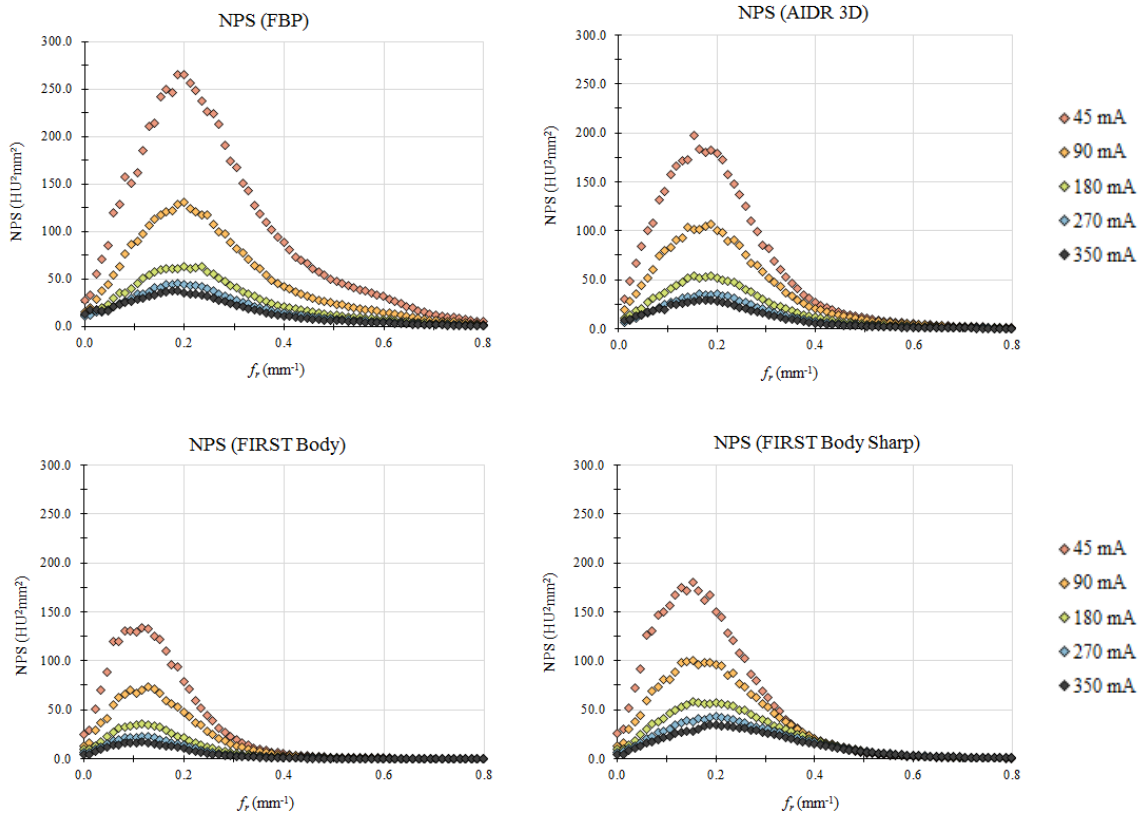 NPS (FBP)
300.0
250.0
200.0
150.0
100.0
50.0
0.0
NPS (HU²mm²)
0.0 0.2 0.4 0.6 0.8
fr (mm-1)
NPS (AIDR 3D)
300.0
250.0
200.0
150.0
100.0
50.0
0.0
NPS (HU²mm²)
0.0 0.2 0.4 0.6 0.8
fr (mm-1)
45 mA
90 mA
180 mA
270 mA
350 mA
NPS (FIRST Body)
300.0
250.0
200.0
150.0
100.0
50.0
0.0
NPS (HU²mm²)
0.0 0.2 0.4 0.6 0.8
fr (mm-1)
NPS (FIRST Body Sharp)
300.0
250.0
200.0
150.0
100.0
50.0
0.0
NPS (HU²mm²)
0.0 0.2 0.4 0.6 0.8
fr (mm-1)
45 mA
90 mA
180 mA
270 mA
350 mA